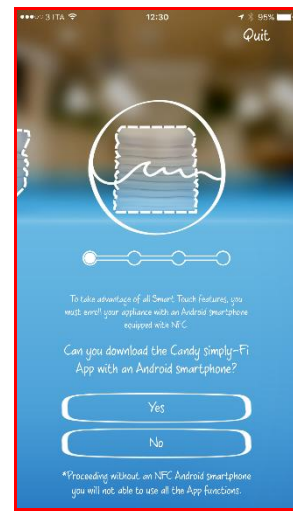 3 ITA 12:30 95%
Quit
To take advantage of all Smart Touch features, you
must enroll your appliance with an Android smartphone
equipped with NFC
Can you download the Candy simply-Fi
App with an Android smartphone?
Yes
No
*Proceeding without an NFC Android smartphone
you will not able to use all the App functions.